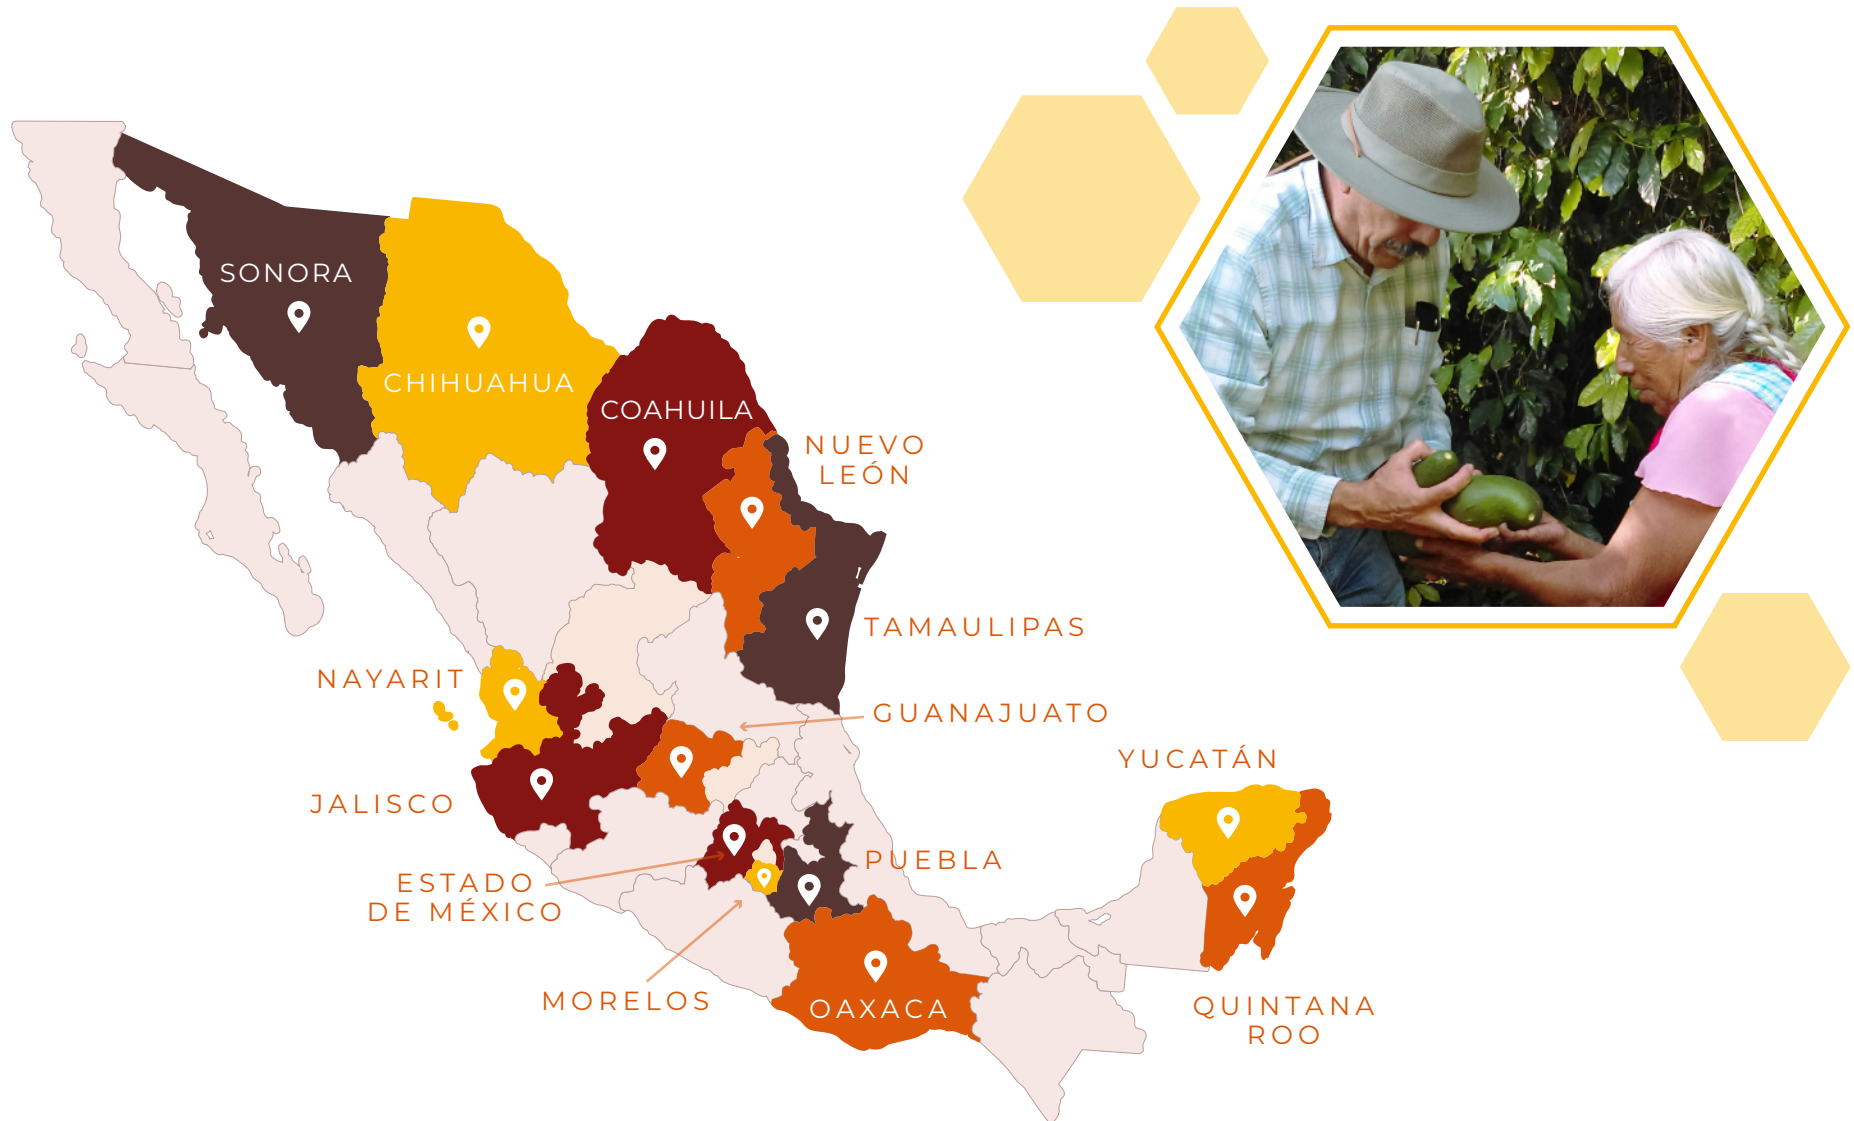 SONORA
CHIHUAHUA
COAHUILA
NUEVO
LEÓN
TAMAULIPAS
NAYARIT
GUANAJUATO
YUCATÁN
JALISCO
PUEBLA
ESTADO
DE MÉXICO
MORELOS
OAXACA
QUINTANA
ROO